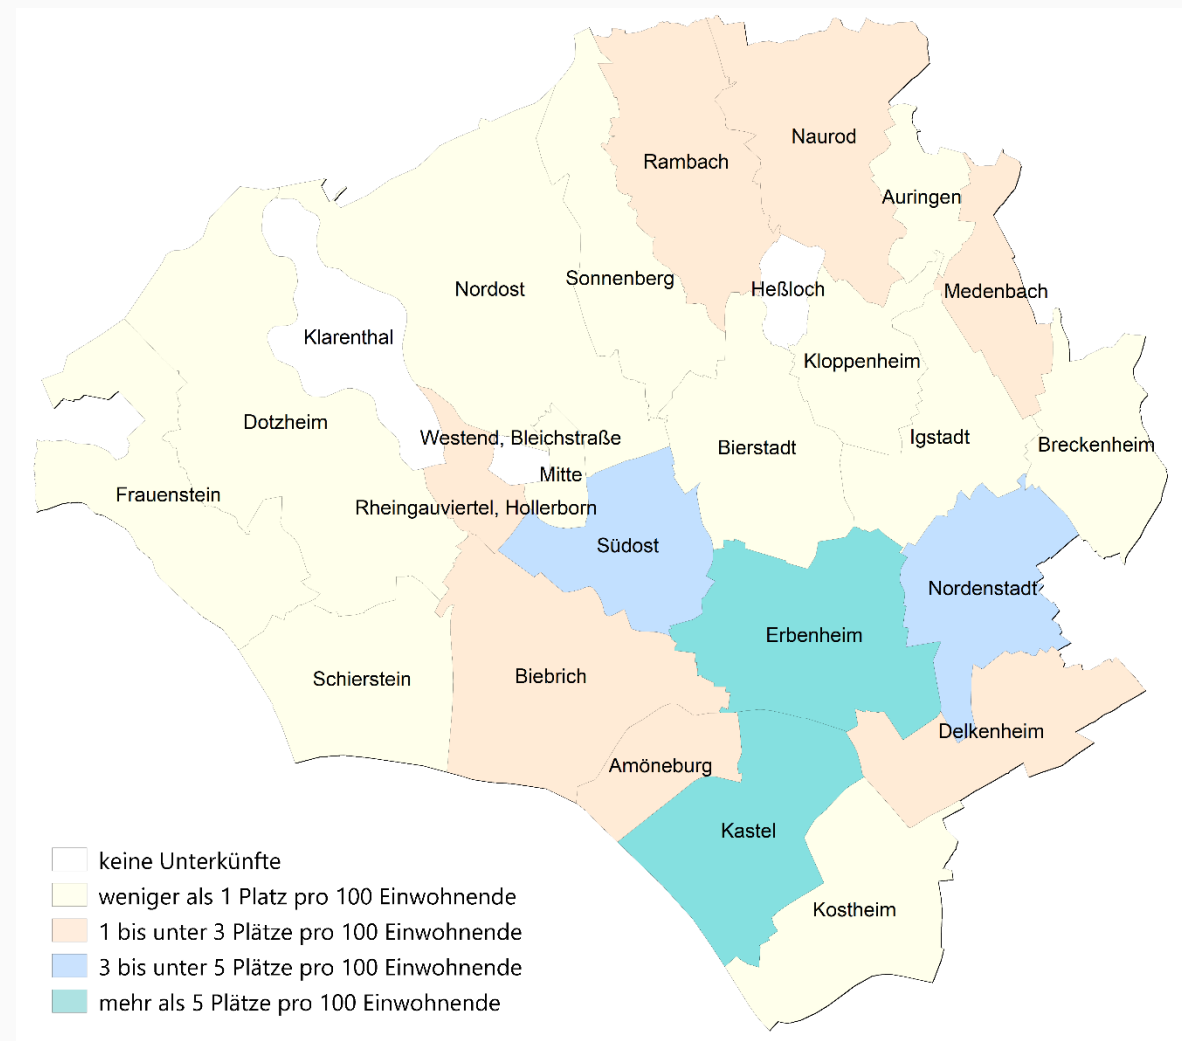 Naurod
Rambach
Auringen
Sonnenberg
Nordost
Heßloch
Medenbach
Klarenthal
Kloppenheim
Dotzheim
Westend, Bleichstraße
Igstadt
Bierstadt
Breckenheim
Mitte
Frauenstein
Rheingauviertel, Hollerborn
Südost
Nordenstadt
Erbenheim
Biebrich
Schierstein
Delkenheim
Amöneburg
Kastel
Kostheim
keine Unterkünfte
weniger als 1 Platz pro 100 Einwohnende
1 bis unter 3 Plätze pro 100 Einwohnende
3 bis unter 5 Plätze pro 100 Einwohnende
mehr als 5 Plätze pro 100 Einwohnende